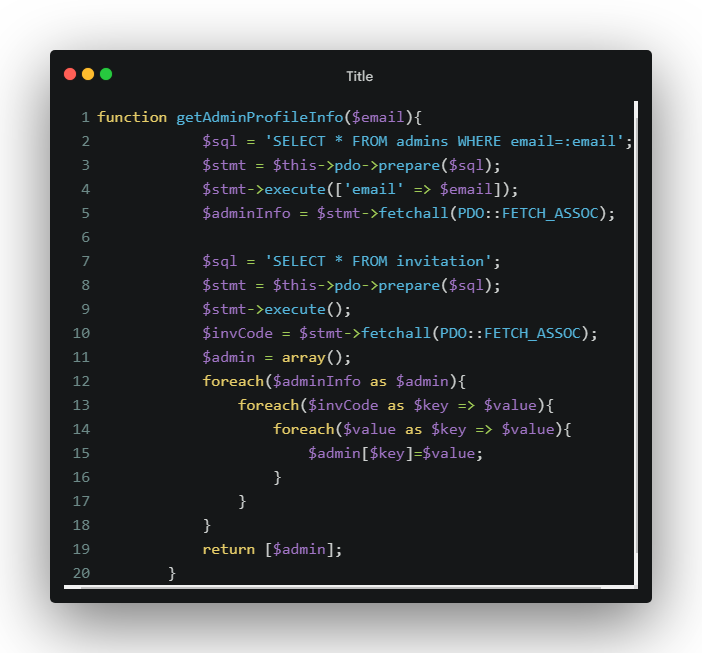 Title
1 function getAdminProfileInfo($email){
2             $sql = 'SELECT * FROM admins WHERE email=:email';
3             $stmt = $this->pdo->prepare($sql);
4             $stmt->execute(['email' => $email]);
5             $adminInfo = $stmt->fetchall(PDO::FETCH_ASSOC);
6
7             $sql = 'SELECT * FROM invitation';
8             $stmt = $this->pdo->prepare($sql);
9             $stmt->execute();
10             $invCode = $stmt->fetchall(PDO::FETCH_ASSOC);
11             $admin = array();
12             foreach($adminInfo as $admin){
13                 foreach($invCode as $key => $value){
14                     foreach($value as $key => $value){
15                         $admin[$key]=$value;
16                     }
17                 }
18             }
19             return [$admin];
20         }